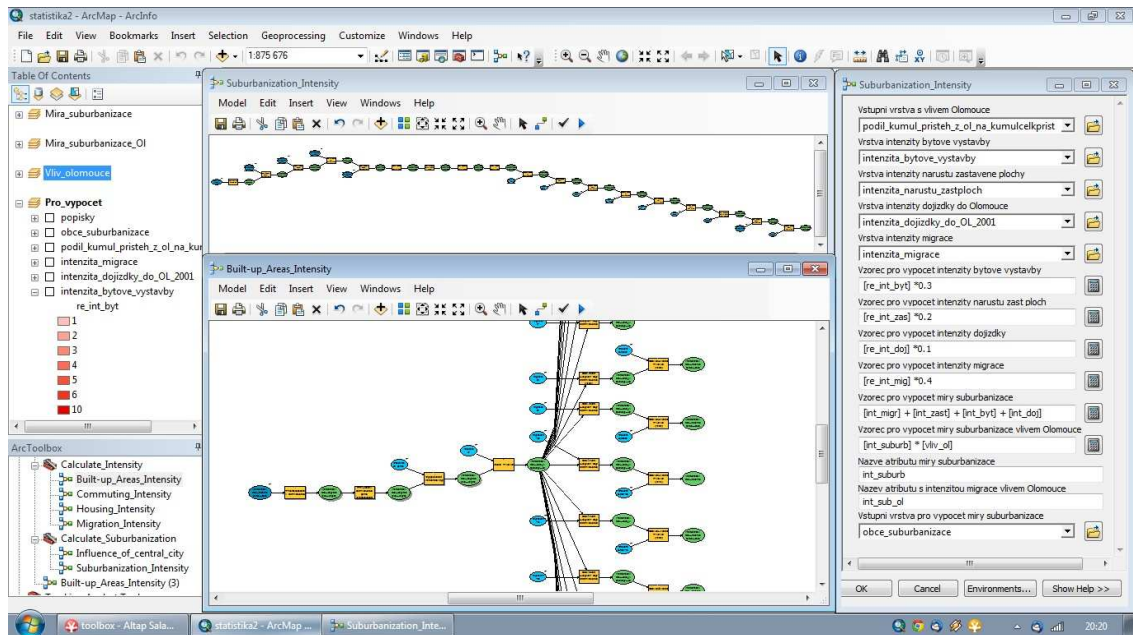 statistika2 - ArcMap - ArcInfo
File Edit View Bookmarks Insert Selection Geoprocessing Customize Windows Help
1:875 676
Table Of Contents
Mira_suburbanizace
Mira_suburbanizace_Ol
Vliv_olomouce
Pro_vypocet
popisky
obce_suburbanizace
podil_kumul_pristeh_z_ol_na_kur
intenzita_migrace
intenzita_dojizdky_do_OL_2001
intenzita_bytove_vystavby
re_int_byt
1
2
3
4
5
6
10
ArcToolbox
Calculate_Intensity
Built-up_Areas_Intensity
Commuting_Intensity
Housing_Intensity
Migration_Intensity
Calculate_Suburbanization
Influence_of_central_city
Suburbanization_Intensity
Built-up_Areas_Intensity (3)
Suburbanization_Intensity
Model Edit Insert View Windows Help
Built-up_Areas_Intensity
Model Edit Insert View Windows Help
Suburbanization_Intensity
Vstupni vrstva s vlivem Olomouce
podil_kumul_pristeh_z_ol_na_kumulcelkprist
Vrstva intenzity bytove vystavby
intenzita_bytove_vystavby
Vrstva intenzity narustu zastavene plochy
intenzita_narustu_zastploch
Vrstva intenzity dojizdky do Olomouce
intenzita_dojizdky_do_OL_2001
Vrstva intenzity migrace
intenzita_migrace
Vzorec pro vypocet intenzity bytove vystavby
[re_int_byt] *0.3
Vzorec pro vypocet intenzity narustu zast ploch
[re_int_zas] *0.2
Vzorec pro vypocet intenzity dojizdky
[re_int_doj] *0.1
Vzorec pro vypocet intenzity migrace
[re_int_mig] *0.4
Vzorec pro vypocet miry suburbanizace
[int_migr] + [int_zast] + [int_byt] + [int_doj]
Vzorec pro vypocet miry suburbanizace vlivem Olomouce
[int_suburb] * [vliv_ol]
Nazve atributu miry suburbanizace
int_suburb
Nazev atributu s intenzitou migrace vlivem Olomouce
int_sub_ol
Vstupni vrstva pro vypocet miry suburbanizace
obce_suburbanizace
OK Cancel Environments... Show Help >>
toolbox - Altap Sala... statistika2 - ArcMap ... Suburbanization_Inte... 20:20